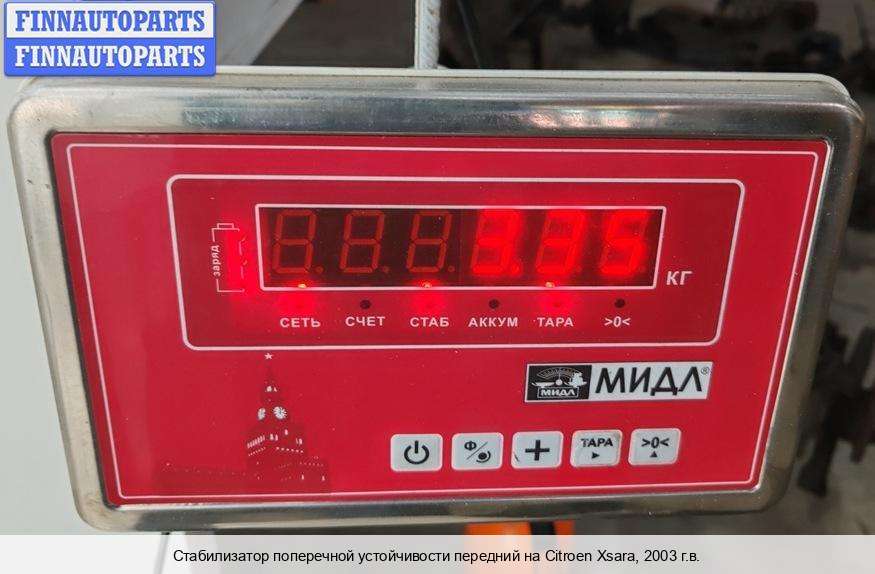 FINNAUTOPARTS
FINNAUTOPARTS
заряд
3.35
КГ
СЕТЬ СЧЕТ СТАБ АККУМ ТАРА >0<
МИДЛ МИДЛ®
Ф ТАРА >0<
Стабилизатор поперечной устойчивости передний на Citroen Xsara, 2003 г.в.